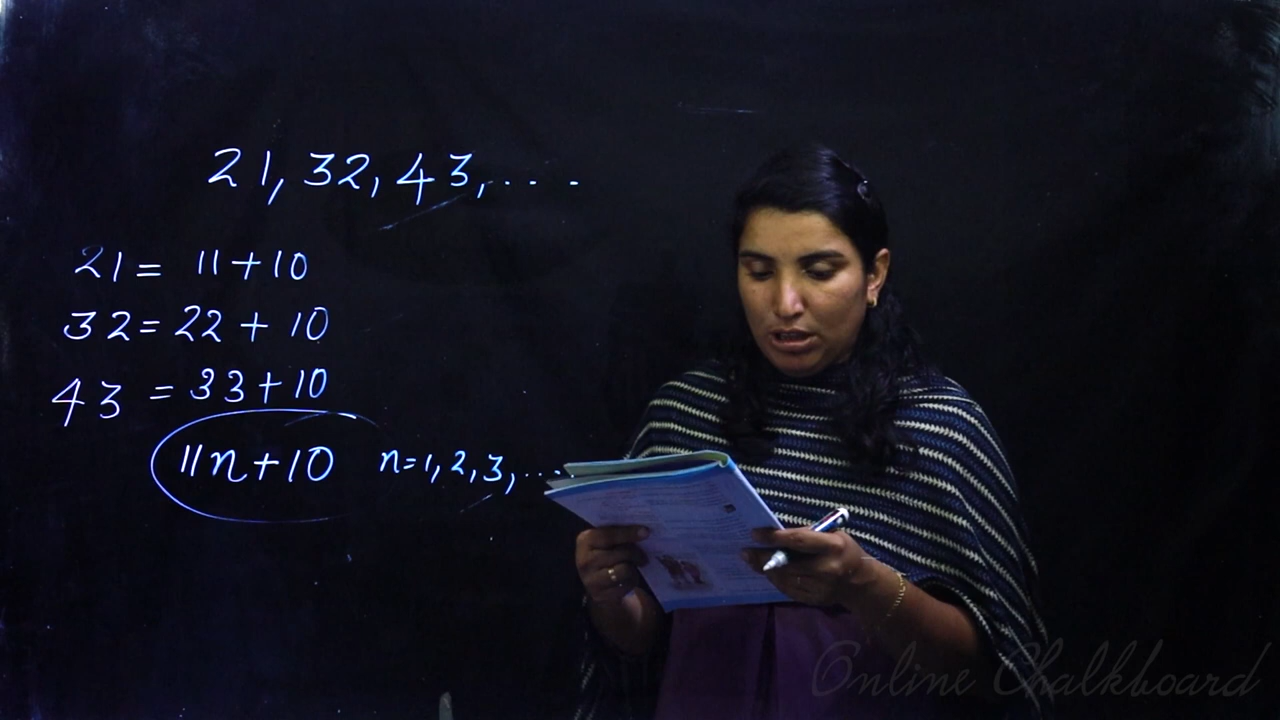 21, 32, 43, ....
21 = 11 + 10
32 = 22 + 10
43 = 33 + 10
11n + 10 n = 1, 2, 3, ....
Online Chalkboard